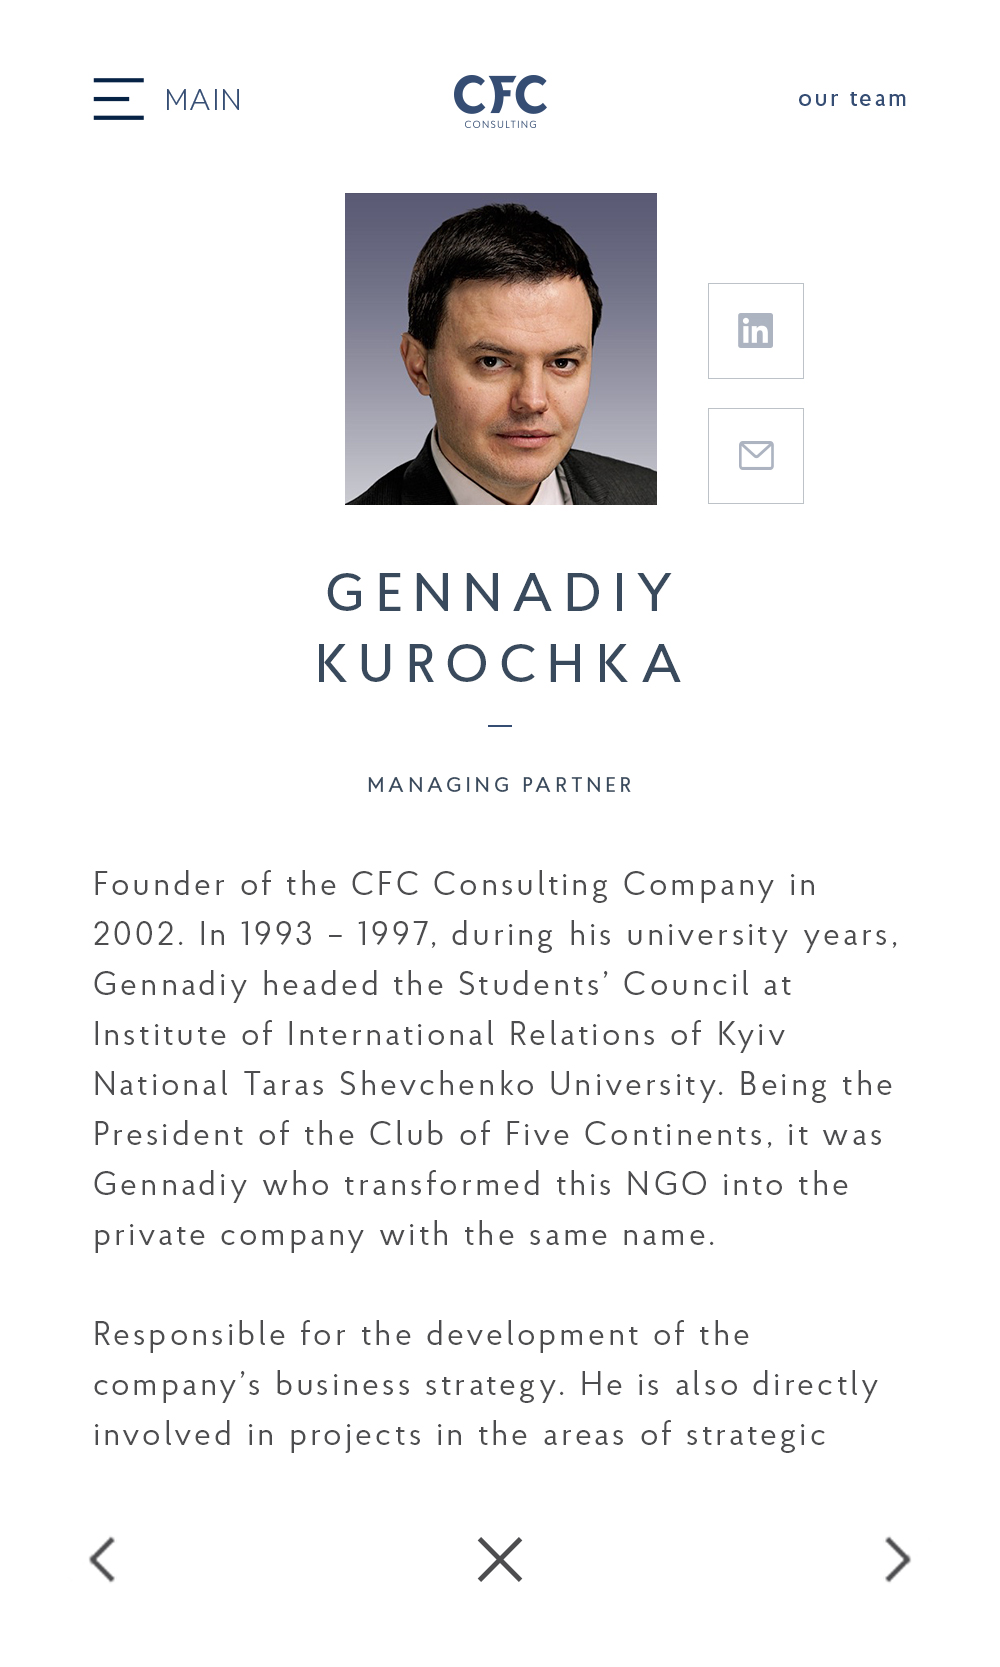 MAIN
CFC
CONSULTING
our team
in
GENNADIY
KUROCHKA
MANAGING PARTNER
Founder of the CFC Consulting Company in
2002. In 1993 – 1997, during his university years,
Gennadiy headed the Students’ Council at
Institute of International Relations of Kyiv
National Taras Shevchenko University. Being the
President of the Club of Five Continents, it was
Gennadiy who transformed this NGO into the
private company with the same name.
Responsible for the development of the
company’s business strategy. He is also directly
involved in projects in the areas of strategic